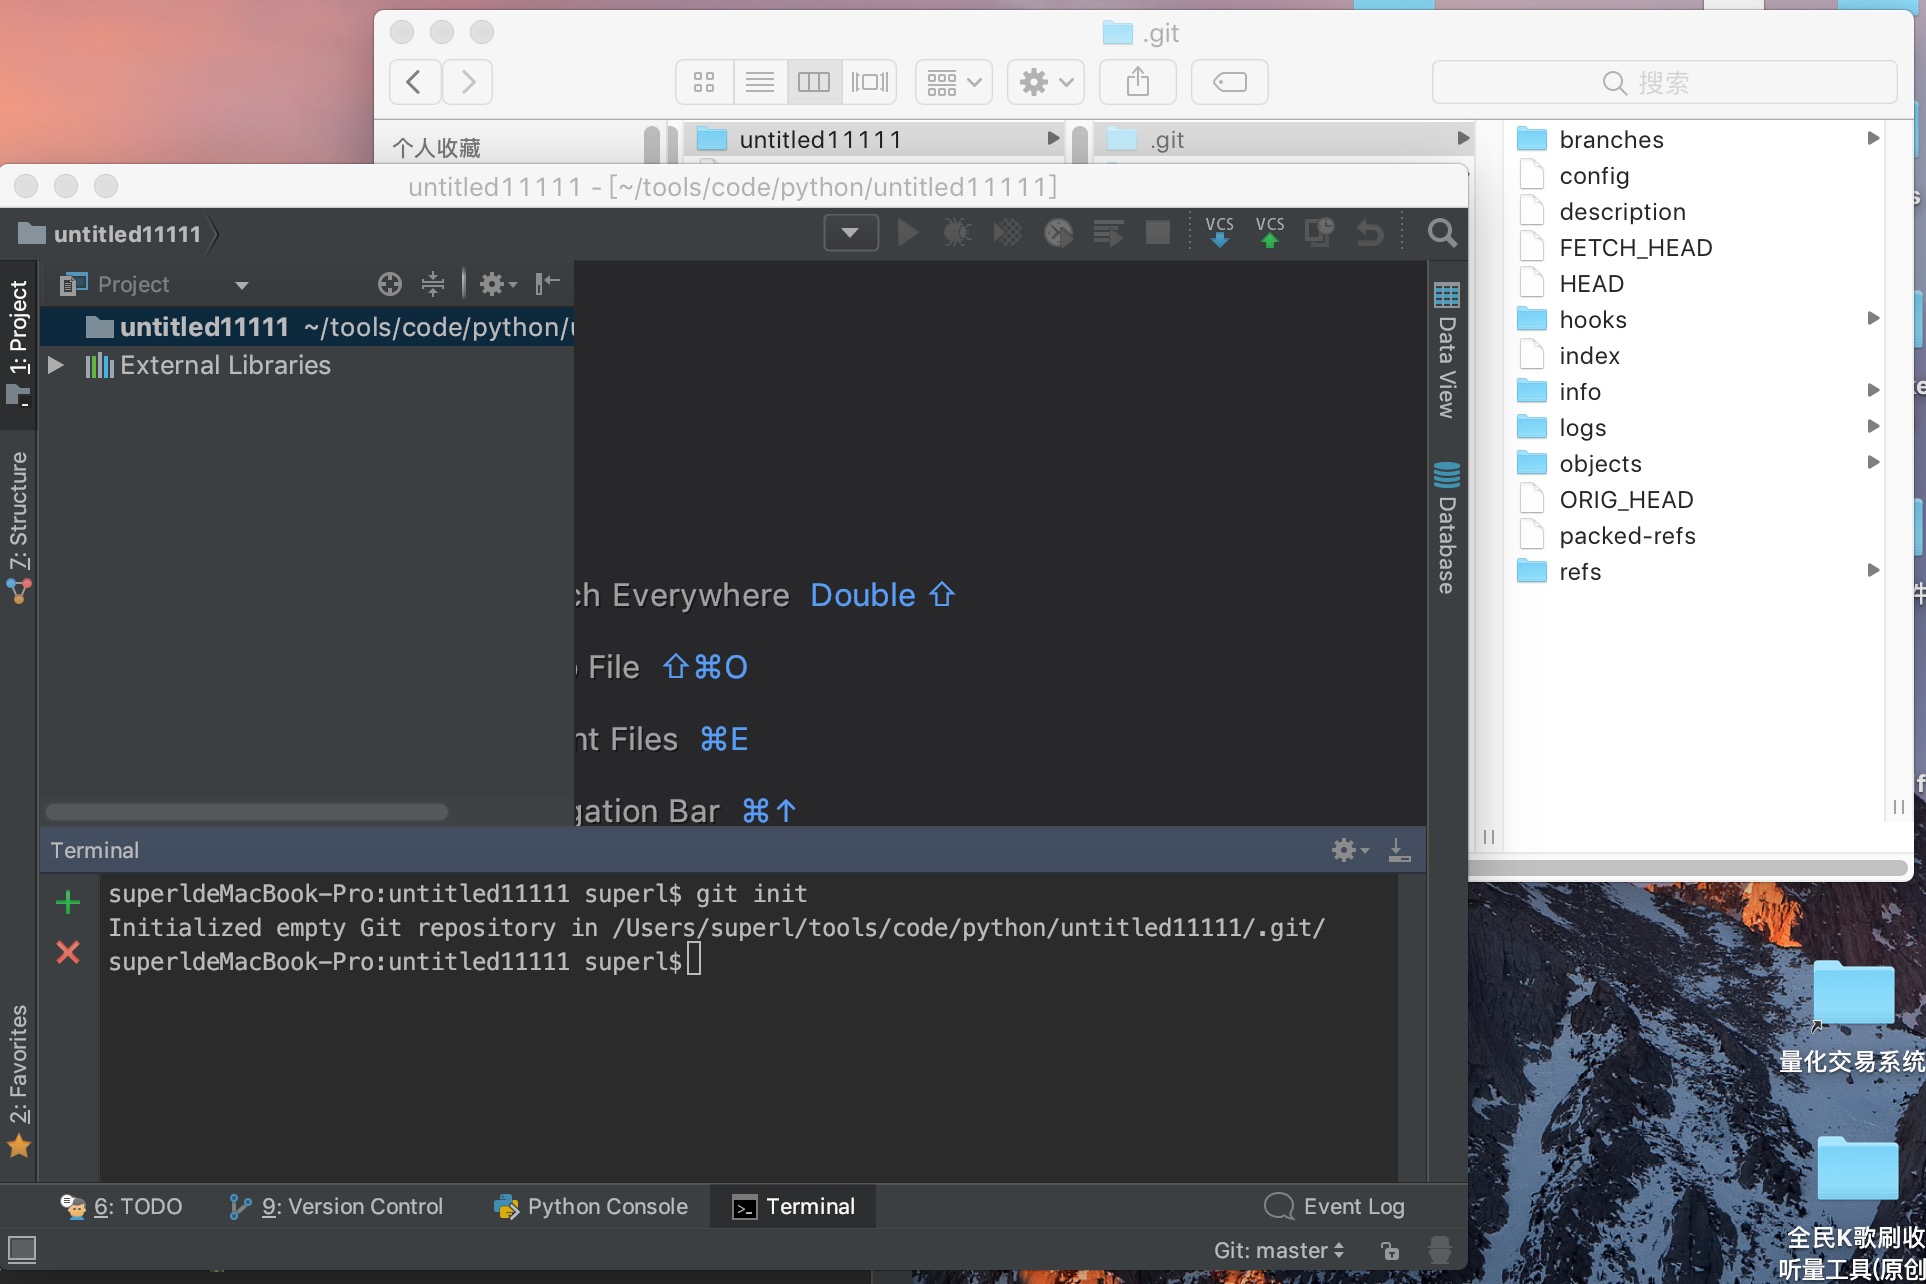 .git
搜索
个人收藏
untitled11111
.git
branches
config
description
FETCH_HEAD
HEAD
hooks
index
info
logs
objects
ORIG_HEAD
packed-refs
refs
untitled11111 - [~/tools/code/python/untitled11111]
untitled11111
VCS
VCS
Project
untitled11111 ~/tools/code/python/
External Libraries
1: Project
7: Structure
2: Favorites
Data View
Database
ch Everywhere Double ⇧
File ⇧⌘O
nt Files ⌘E
gation Bar ⌘↑
Terminal
superldeMacBook-Pro:untitled11111 superl$ git init
Initialized empty Git repository in /Users/superl/tools/code/python/untitled11111/.git/
superldeMacBook-Pro:untitled11111 superl$
6: TODO
9: Version Control
Python Console
Terminal
Event Log
Git: master
量化交易系统
全民K歌刷收
听量工具(原创